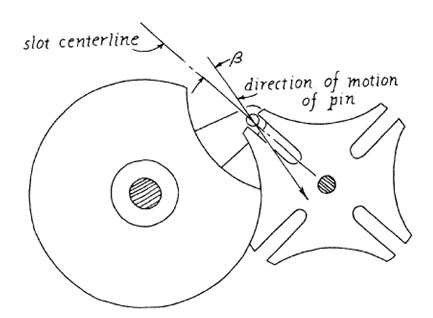 slot centerline
β
direction of motion
of pin